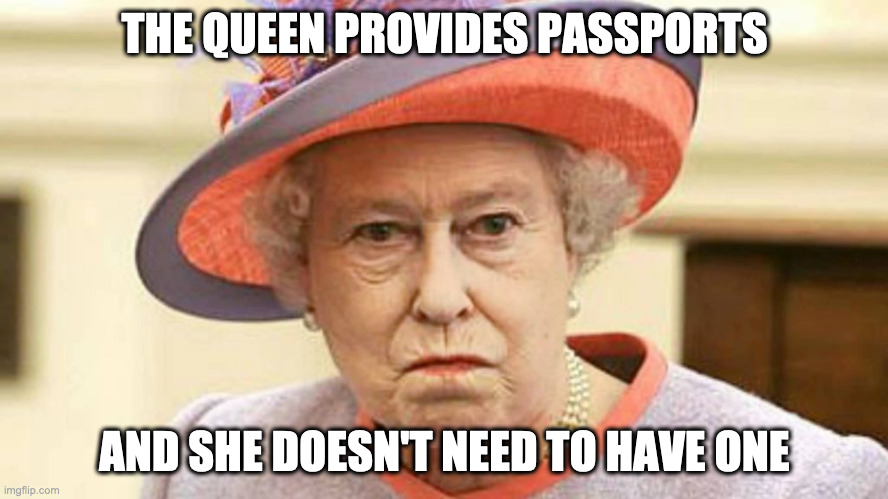 THE QUEEN PROVIDES PASSPORTS
AND SHE DOESN'T NEED TO HAVE ONE
imgflip.com